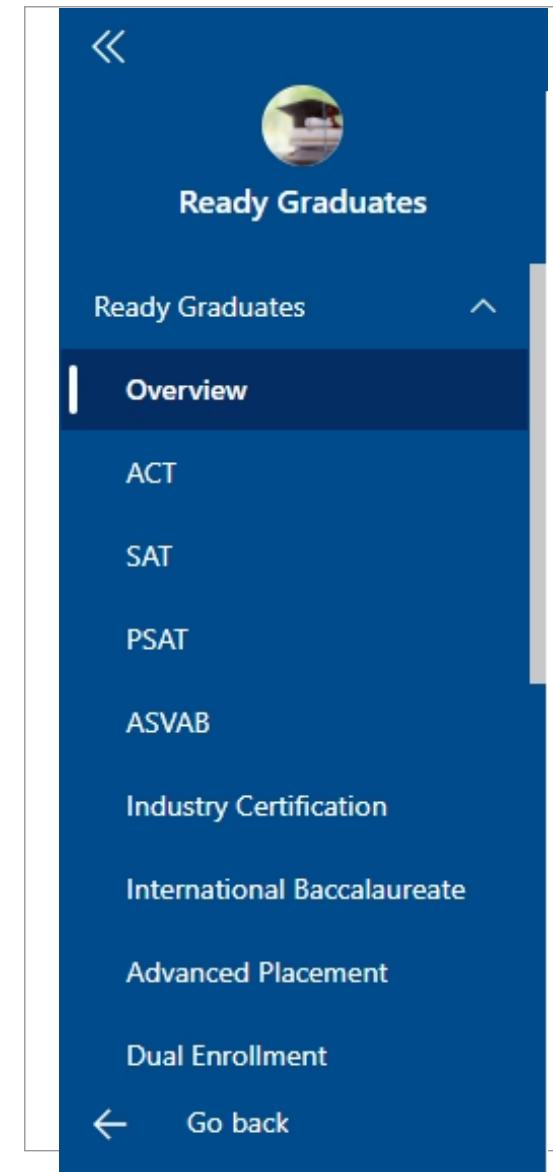 Ready Graduates
Ready Graduates
Overview
ACT
SAT
PSAT
ASVAB
Industry Certification
International Baccalaureate
Advanced Placement
Dual Enrollment
Go back